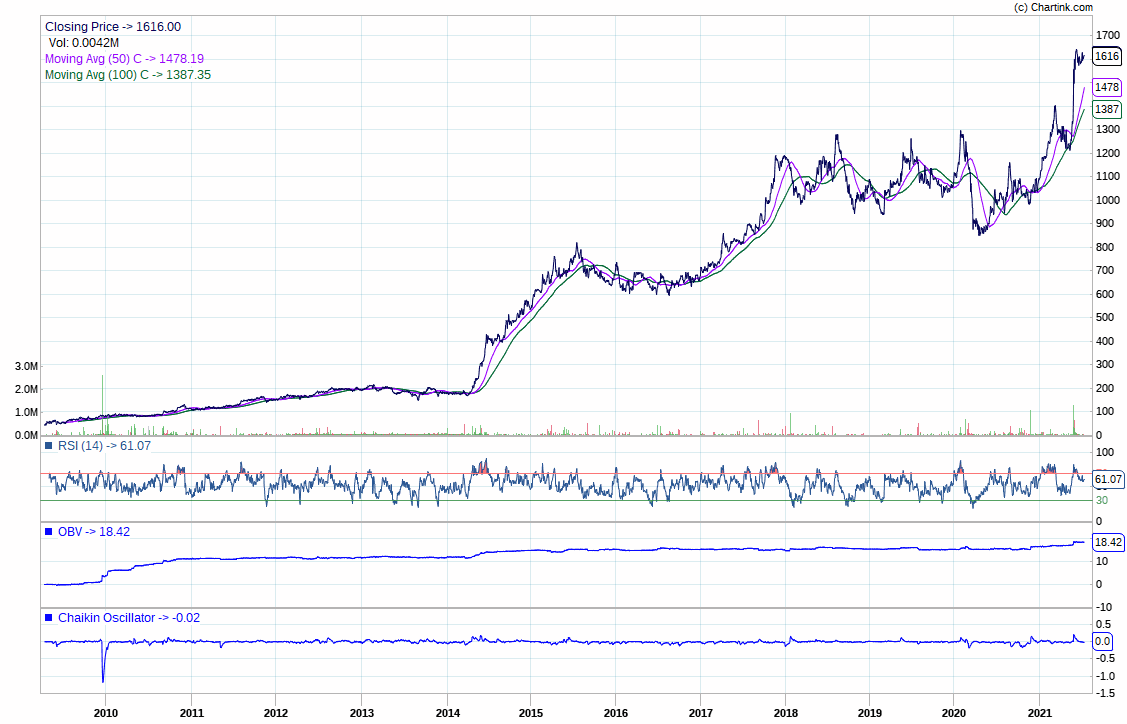 (c) Chartink.com
Closing Price -> 1616.00
Vol: 0.0042M
Moving Avg (50) C -> 1478.19
Moving Avg (100) C -> 1387.35
1700
1616
1478
1387
1300
1200
1100
1000
900
800
700
600
500
400
300
200
100
0
3.0M
2.0M
1.0M
0.0M
RSI (14) -> 61.07
100
61.07
30
0
OBV -> 18.42
18.42
10
0
-10
Chaikin Oscillator -> -0.02
0.5
0.0
-0.5
-1.0
-1.5
2010 2011 2012 2013 2014 2015 2016 2017 2018 2019 2020 2021